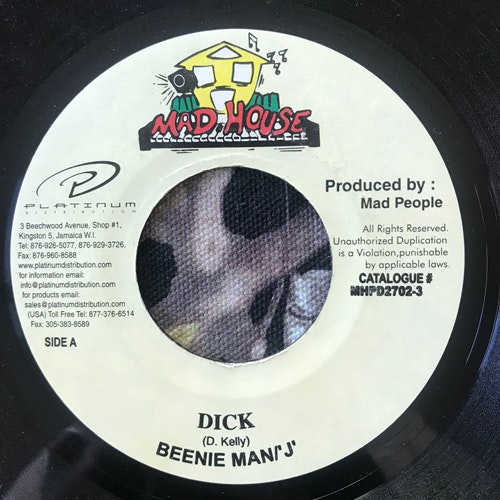 MAD HOUSE
PLATINUM
DISTRIBUTION
3 Beechwood Avenue, Shop #1,
Kingston 5, Jamaica W.I.
Tel: 876-926-5077, 876-929-3726,
Fax: 876-960-8588
www.platinumdistribution.com
for information email:
info@platinumdistribution.com
for products email:
sales@platinumdistribution.com
(USA) Toll Free Tel: 877-376-6514
Fax: 305-383-8589
SIDE A
Produced by :
Mad People
All Rights Reserved.
Unauthorized Duplication
is a Violation,punishable
by applicable laws.
CATALOGUE #
MHPD2702-3
DICK
(D. Kelly)
BEENIE MAN/'J'